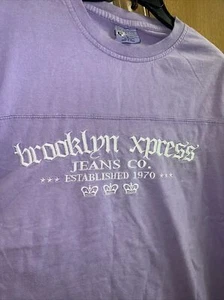 brooklyn xpress
JEANS CO.
*** ESTABLISHED 1970 ***